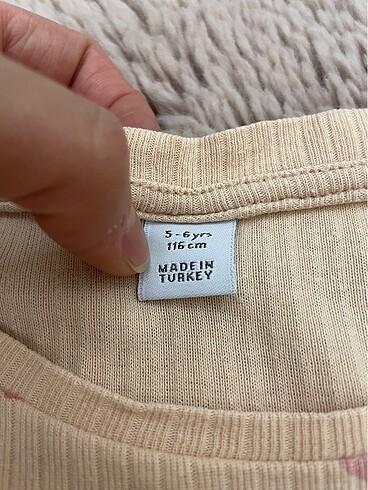 5-6 yrs
116 cm
MADE IN
TURKEY